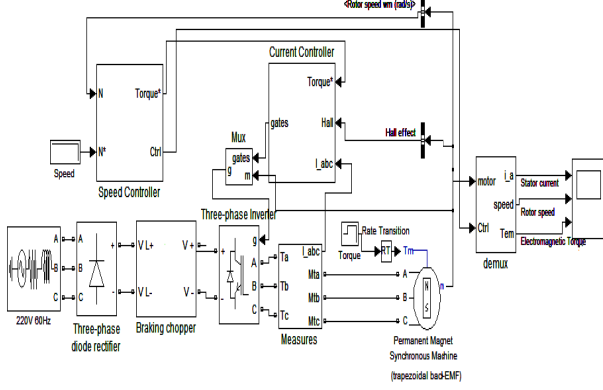 <Rotor speed wm (rad/s)>
Current Controller
N
Torque*
Torque*
gates
Hall
Hall effect
Mux
N*
Ctrl
gates
g
m
I_abc
Speed
Speed Controller
motor
i_a
Stator current
speed
Rotor speed
Ctrl
Tem
Electromagnetic Torque
demux
Three-phase Inverter
g
I_abc
Rate Transition
Torque
RT
Tm
A
A
+
V L+
V +
+
A
Ta
Mta
A
m
B
B
B
Tb
Mtb
B
N
S
C
C
-
V L-
V -
-
C
Tc
Mtc
C
220V 60Hz
Three-phase
diode rectifier
Braking chopper
Measures
Permanent Magnet
Synchronous Machine
(trapezoidal back-EMF)